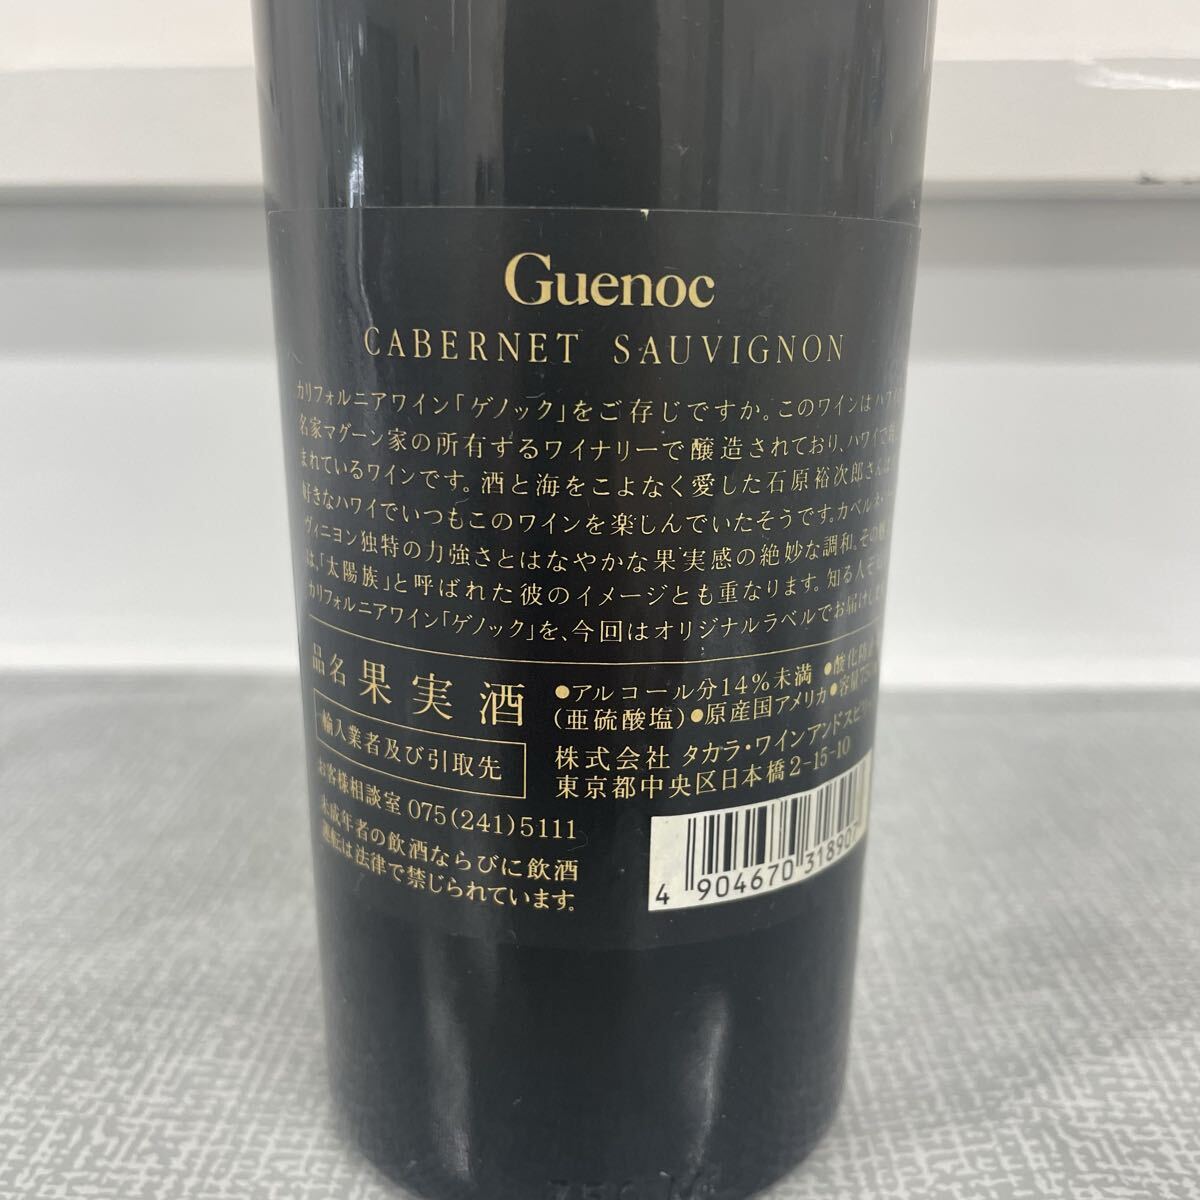 Guenoc
CABERNET SAUVIGNON
カリフォルニアワイン「ゲノック」をご存じですか。このワインはハワイ
名家マグーン家の所有するワイナリーで醸造されており、ハワイで
まれているワインです。酒と海をこよなく愛した石原裕次郎さんは
好きなハワイでいつもこのワインを楽しんでいたそうです。カベルネ・
ヴィニヨン独特の力強さとはなやかな果実感の絶妙な調和。その
は、「太陽族」と呼ばれた彼のイメージとも重なります。知る人ぞ
カリフォルニアワイン「ゲノック」を、今回はオリジナルラベルでお届けしま
品名 果実酒
●アルコール分14%未満 ●酸化防止
(亜硫酸塩)●原産国アメリカ●容量750
輸入業者及び引取先
株式会社 タカラ・ワインアンドスピリ
東京都中央区日本橋2-15-10
お客様相談室 075(241)5111
未成年者の飲酒ならびに飲酒
運転は法律で禁じられています。
4 904670 31890